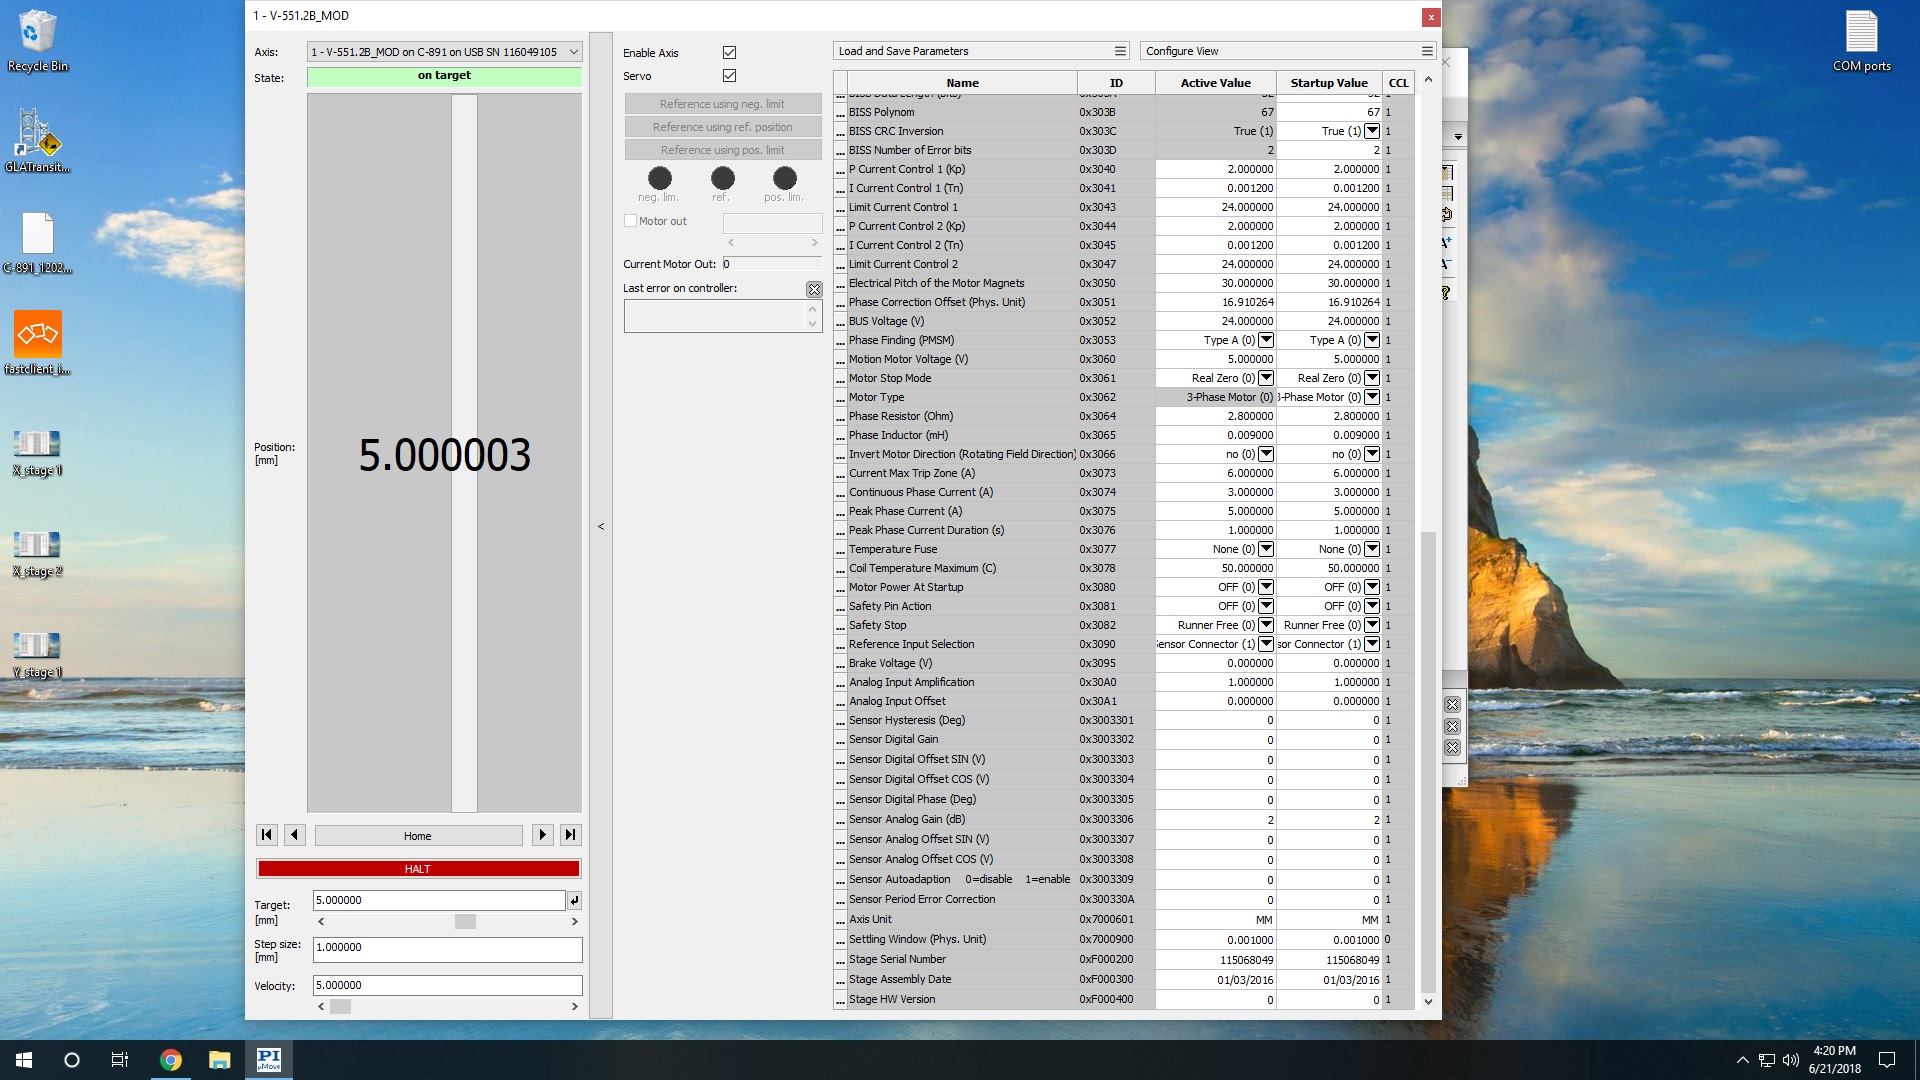 1 - V-551.2B_MOD
x
Recycle Bin
GLATransit...
C-891_1202...
fastclient_i...
X_stage 1
X_stage 2
Y_stage 1
COM ports
Axis: 1 - V-551.2B_MOD on C-891 on USB SN 116049105
State: on target
Position:
[mm]
5.000003
Home
HALT
Target:
[mm]
5.000000
Step size:
[mm]
1.000000
Velocity: 5.000000
<
Enable Axis
Servo
Reference using neg. limit
Reference using ref. position
Reference using pos. limit
neg. lim. ref. pos. lim.
Motor out
Current Motor Out: 0
Last error on controller:
Load and Save Parameters
Configure View
Name ID Active Value Startup Value CCL
... BISS Polynom 0x303B 67 67 1
... BISS CRC Inversion 0x303C True (1) True (1) 1
... BISS Number of Error bits 0x303D 2 2 1
... P Current Control 1 (Kp) 0x3040 2.000000 2.000000 1
... I Current Control 1 (Tn) 0x3041 0.001200 0.001200 1
... Limit Current Control 1 0x3043 24.000000 24.000000 1
... P Current Control 2 (Kp) 0x3044 2.000000 2.000000 1
... I Current Control 2 (Tn) 0x3045 0.001200 0.001200 1
... Limit Current Control 2 0x3047 24.000000 24.000000 1
... Electrical Pitch of the Motor Magnets 0x3050 30.000000 30.000000 1
... Phase Correction Offset (Phys. Unit) 0x3051 16.910264 16.910264 1
... BUS Voltage (V) 0x3052 24.000000 24.000000 1
... Phase Finding (PMSM) 0x3053 Type A (0) Type A (0) 1
... Motion Motor Voltage (V) 0x3060 5.000000 5.000000 1
... Motor Stop Mode 0x3061 Real Zero (0) Real Zero (0) 1
... Motor Type 0x3062 3-Phase Motor (0) 3-Phase Motor (0) 1
... Phase Resistor (Ohm) 0x3064 2.800000 2.800000 1
... Phase Inductor (mH) 0x3065 0.009000 0.009000 1
... Invert Motor Direction (Rotating Field Direction) 0x3066 no (0) no (0) 1
... Current Max Trip Zone (A) 0x3073 6.000000 6.000000 1
... Continuous Phase Current (A) 0x3074 3.000000 3.000000 1
... Peak Phase Current (A) 0x3075 5.000000 5.000000 1
... Peak Phase Current Duration (s) 0x3076 1.000000 1.000000 1
... Temperature Fuse 0x3077 None (0) None (0) 1
... Coil Temperature Maximum (C) 0x3078 50.000000 50.000000 1
... Motor Power At Startup 0x3080 OFF (0) OFF (0) 1
... Safety Pin Action 0x3081 OFF (0) OFF (0) 1
... Safety Stop 0x3082 Runner Free (0) Runner Free (0) 1
... Reference Input Selection 0x3090 ensor Connector (1) sor Connector (1) 1
... Brake Voltage (V) 0x3095 0.000000 0.000000 1
... Analog Input Amplification 0x30A0 1.000000 1.000000 1
... Analog Input Offset 0x30A1 0.000000 0.000000 1
... Sensor Hysteresis (Deg) 0x3003301 0 0 1
... Sensor Digital Gain 0x3003302 0 0 1
... Sensor Digital Offset SIN (V) 0x3003303 0 0 1
... Sensor Digital Offset COS (V) 0x3003304 0 0 1
... Sensor Digital Phase (Deg) 0x3003305 0 0 1
... Sensor Analog Gain (dB) 0x3003306 2 2 1
... Sensor Analog Offset SIN (V) 0x3003307 0 0 1
... Sensor Analog Offset COS (V) 0x3003308 0 0 1
... Sensor Autoadaption 0=disable 1=enable 0x3003309 0 0 1
... Sensor Period Error Correction 0x300330A 0 0 1
... Axis Unit 0x7000601 MM MM 1
... Settling Window (Phys. Unit) 0x7000900 0.001000 0.001000 0
... Stage Serial Number 0xF000200 115068049 115068049 1
... Stage Assembly Date 0xF000300 01/03/2016 01/03/2016 1
... Stage HW Version 0xF000400 0 0 1
PI
µMove
4:20 PM
6/21/2018